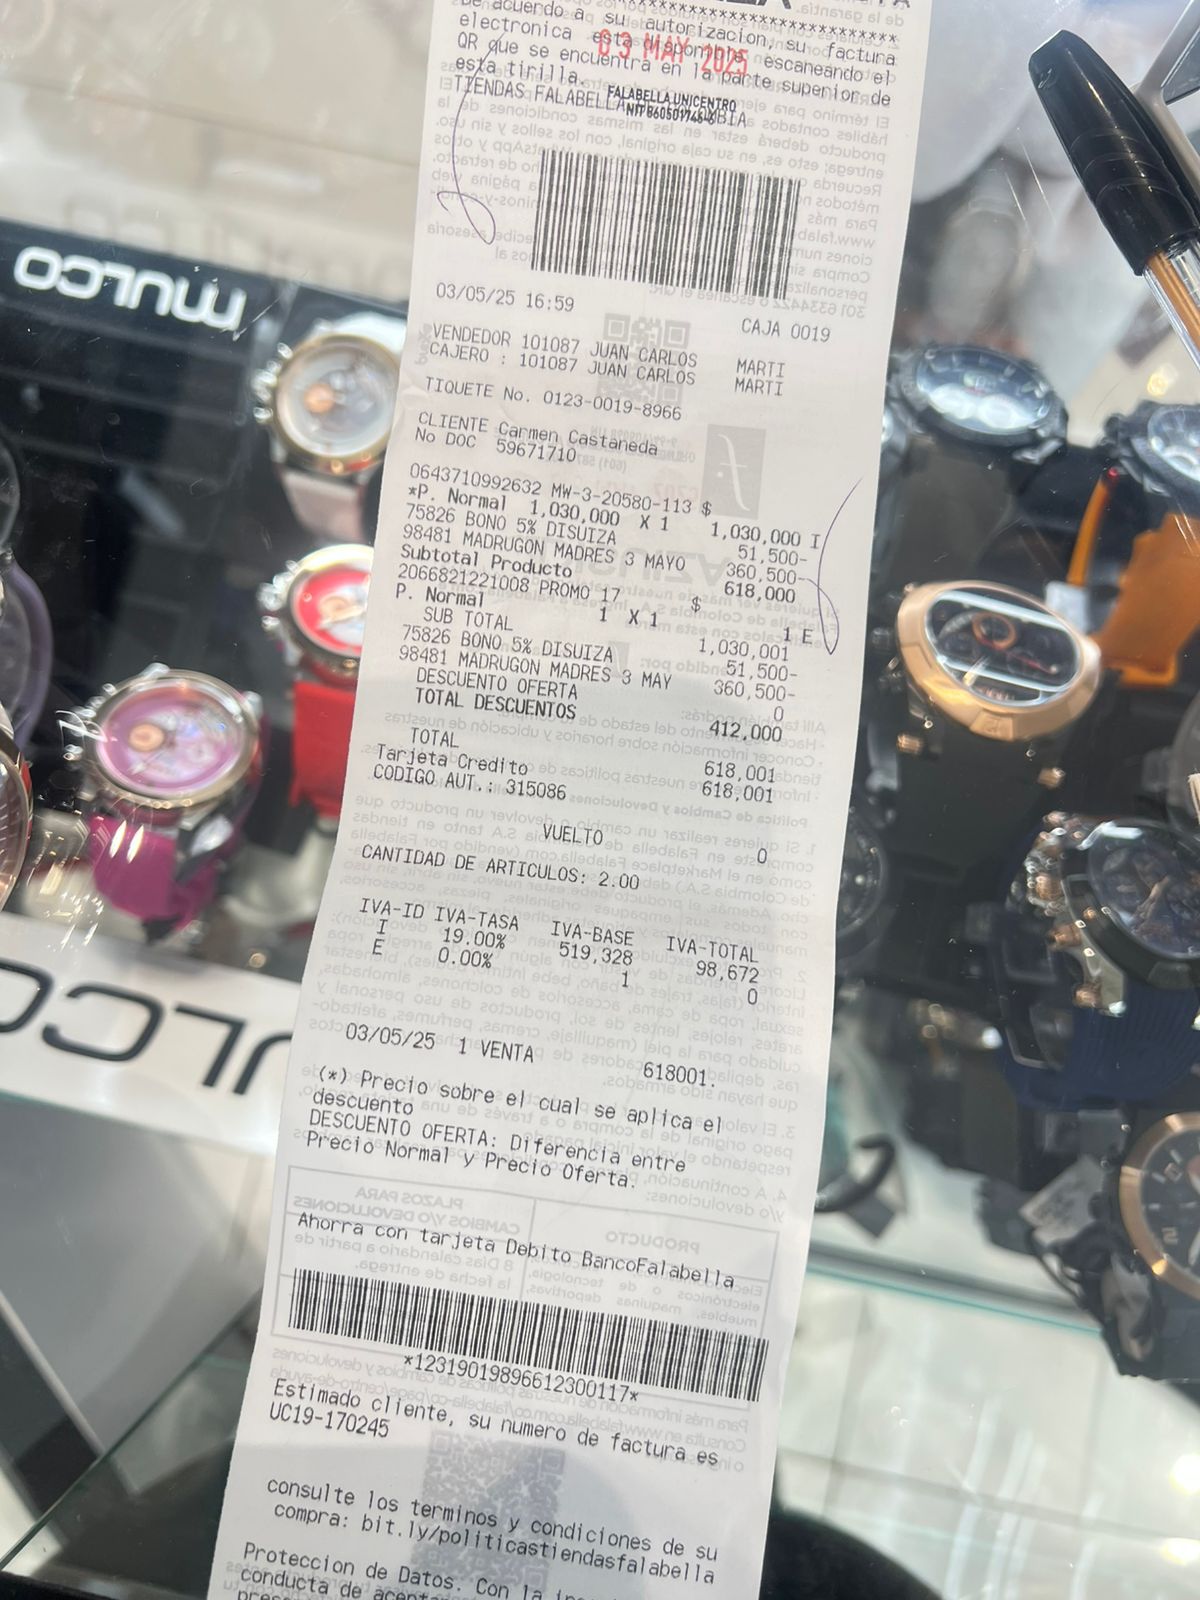 De acuerdo a su autorizacion, su factura
electronica esta disponible escaneando el
QR que se encuentra en la parte superior de
esta tirilla.
03 MAY 2025
TIENDAS FALABELLA
FALABELLA UNICENTRO
MULCO
03/05/25 16:59 CAJA 0019
VENDEDOR 101087 JUAN CARLOS MARTI
CAJERO : 101087 JUAN CARLOS MARTI
TIQUETE No. 0123-0019-8966
CLIENTE Carmen Castaneda
No DOC 59671710
0643710992632 MW-3-20580-113 $
*P. Normal 1,030,000 X 1 1,030,000 I
75826 BONO 5% DISUIZA 51,500-
98481 MADRUGON MADRES 3 MAYO 360,500-
Subtotal Producto 618,000
2066821221008 PROMO 17 $
P. Normal 1 X 1 1 E
SUB TOTAL 1,030,001
75826 BONO 5% DISUIZA 51,500-
98481 MADRUGON MADRES 3 MAY 360,500-
DESCUENTO OFERTA 0
TOTAL DESCUENTOS 412,000
TOTAL 618,001
Tarjeta Credito 618,001
CODIGO AUT.: 315086
VUELTO 0
CANTIDAD DE ARTICULOS: 2.00
IVA-ID IVA-TASA IVA-BASE IVA-TOTAL
I 19.00% 519,328 98,672
E 0.00% 1 0
03/05/25 1 VENTA 618001.
(*) Precio sobre el cual se aplica el
descuento
DESCUENTO OFERTA: Diferencia entre
Precio Normal y Precio Oferta.
Ahorra con tarjeta Debito BancoFalabella
*12319019896612300117*
Estimado cliente, su numero de factura es
UC19-170245
consulte los terminos y condiciones de su
compra: bit.ly/politicastiendasfalabella
Proteccion de Datos. Con la
conducta de